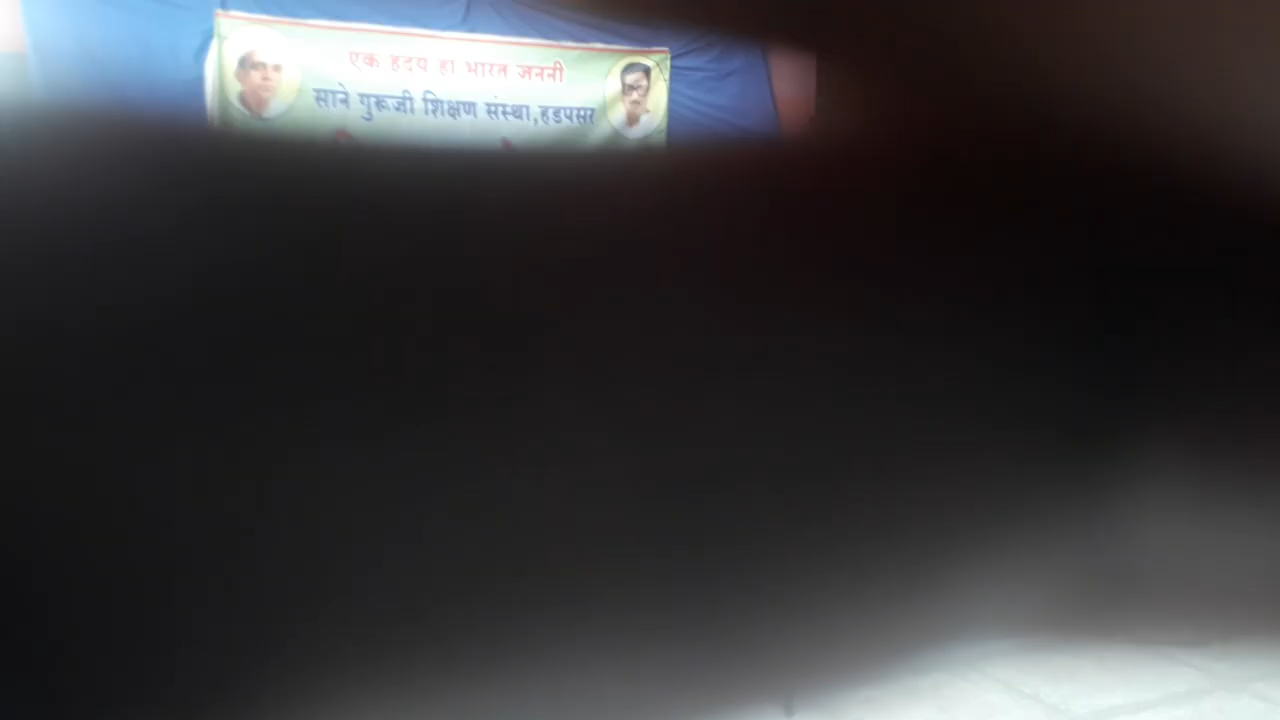 एक हृदय हो भारत जननी
साने गुरुजी शिक्षण संस्था,हडपसर